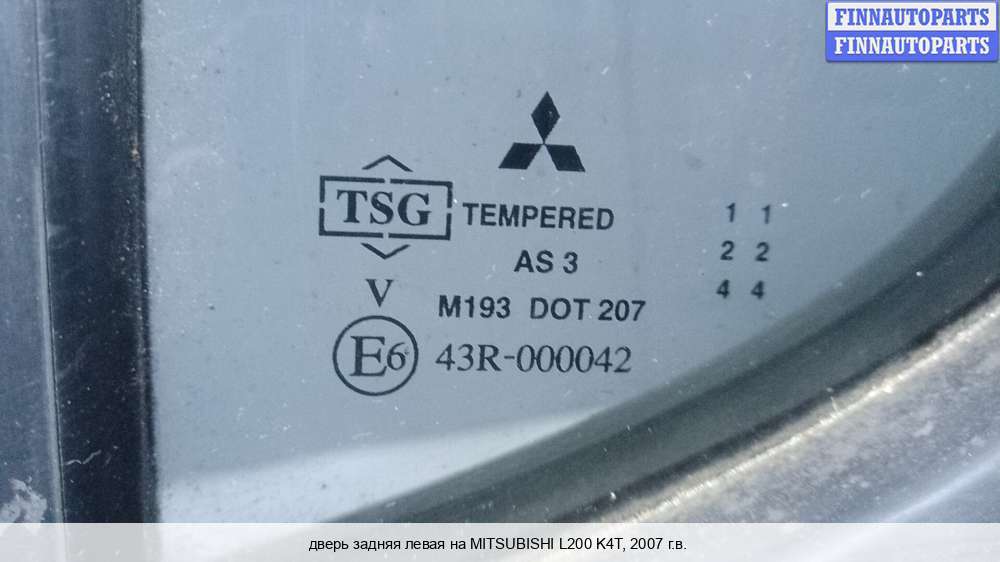 FINNAUTOPARTS
FINNAUTOPARTS
TSG TEMPERED
AS 3
V
M193 DOT 207
E6 43R-000042
1 1
2 2
4 4
дверь задняя левая на MITSUBISHI L200 K4T, 2007 г.в.